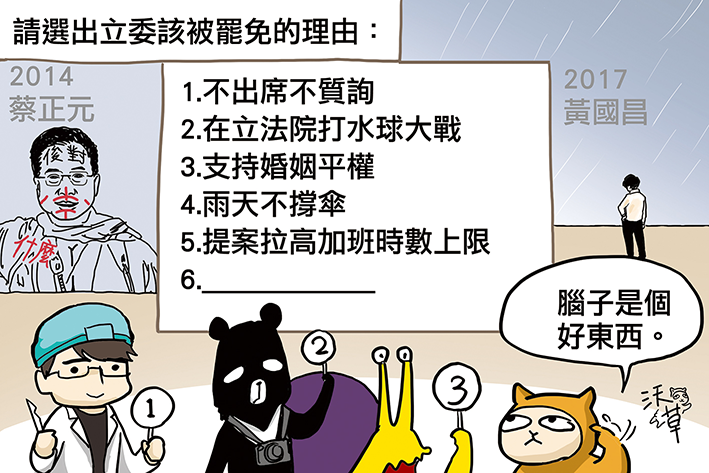 請選出立委該被罷免的理由：
2014
蔡正元
2017
黃國昌
1.不出席不質詢
2.在立法院打水球大戰
3.支持婚姻平權
4.雨天不撐傘
5.提案拉高加班時數上限
6.
什麼
腦子是個
好東西。
1
2
3